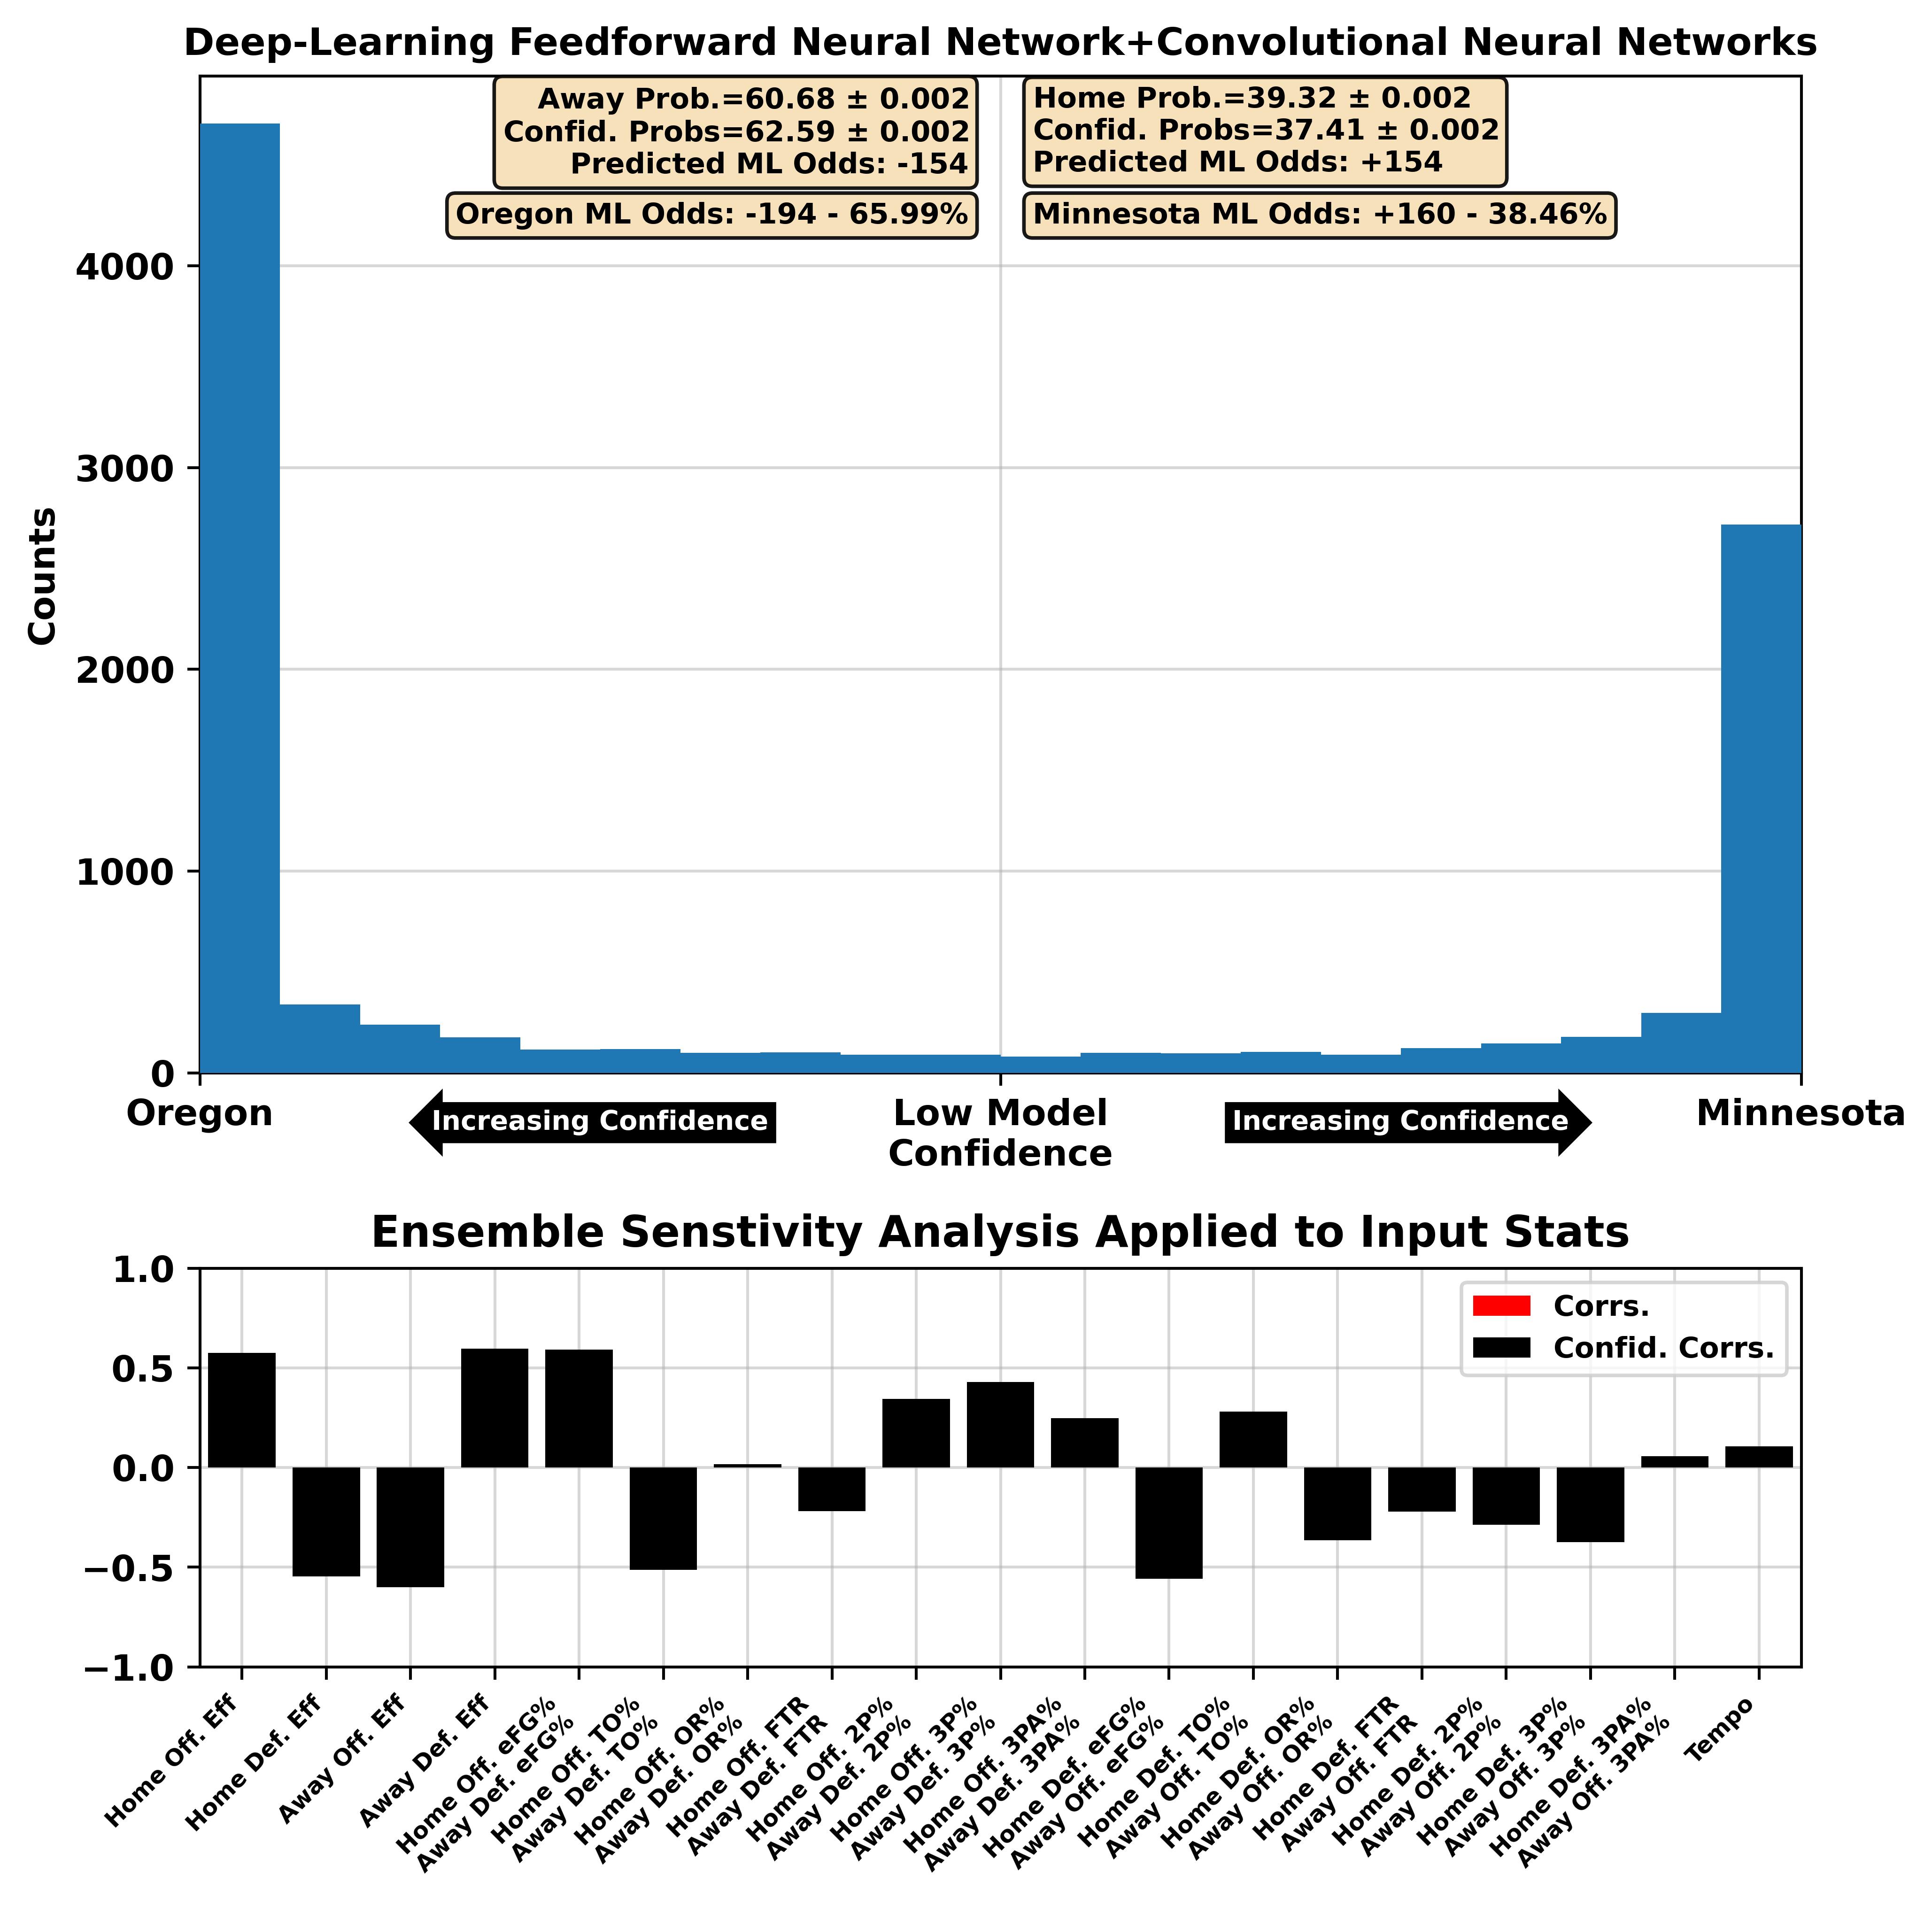 Deep-Learning Feedforward Neural Network+Convolutional Neural Networks
Away Prob.=60.68 ± 0.002
Confid. Probs=62.59 ± 0.002
Predicted ML Odds: -154
Oregon ML Odds: -194 - 65.99%
Home Prob.=39.32 ± 0.002
Confid. Probs=37.41 ± 0.002
Predicted ML Odds: +154
Minnesota ML Odds: +160 - 38.46%
Counts
4000
3000
2000
1000
0
Oregon
Increasing Confidence
Low Model
Confidence
Increasing Confidence
Minnesota
Ensemble Senstivity Analysis Applied to Input Stats
1.0
0.5
0.0
−0.5
−1.0
Corrs.
Confid. Corrs.
Home Off. Eff
Home Def. Eff
Away Off. Eff
Away Def. Eff
Home Off. eFG%
Away Def. eFG%
Home Off. TO%
Away Def. TO%
Home Off. OR%
Away Def. OR%
Home Off. FTR
Away Def. FTR
Home Off. 2P%
Away Def. 2P%
Home Off. 3P%
Away Def. 3P%
Home Off. 3PA%
Away Def. 3PA%
Home Def. eFG%
Away Off. eFG%
Home Def. TO%
Away Off. TO%
Home Def. OR%
Away Off. OR%
Home Def. FTR
Away Off. FTR
Home Def. 2P%
Away Off. 2P%
Home Def. 3P%
Away Off. 3P%
Home Def. 3PA%
Away Off. 3PA%
Tempo